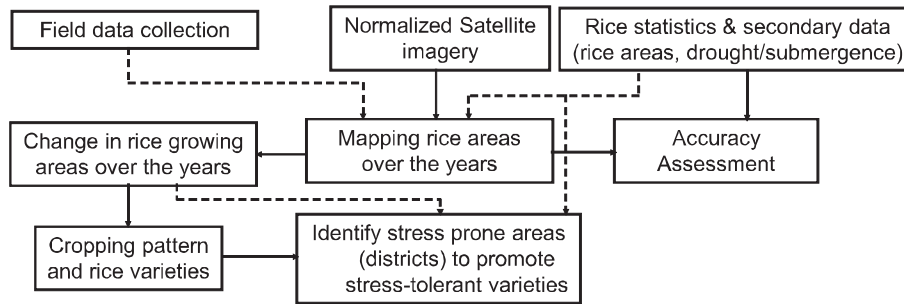 Field data collection
Normalized Satellite
imagery
Rice statistics & secondary data
(rice areas, drought/submergence)
Change in rice growing
areas over the years
Mapping rice areas
over the years
Accuracy
Assessment
Cropping pattern
and rice varieties
Identify stress prone areas
(districts) to promote
stress-tolerant varieties